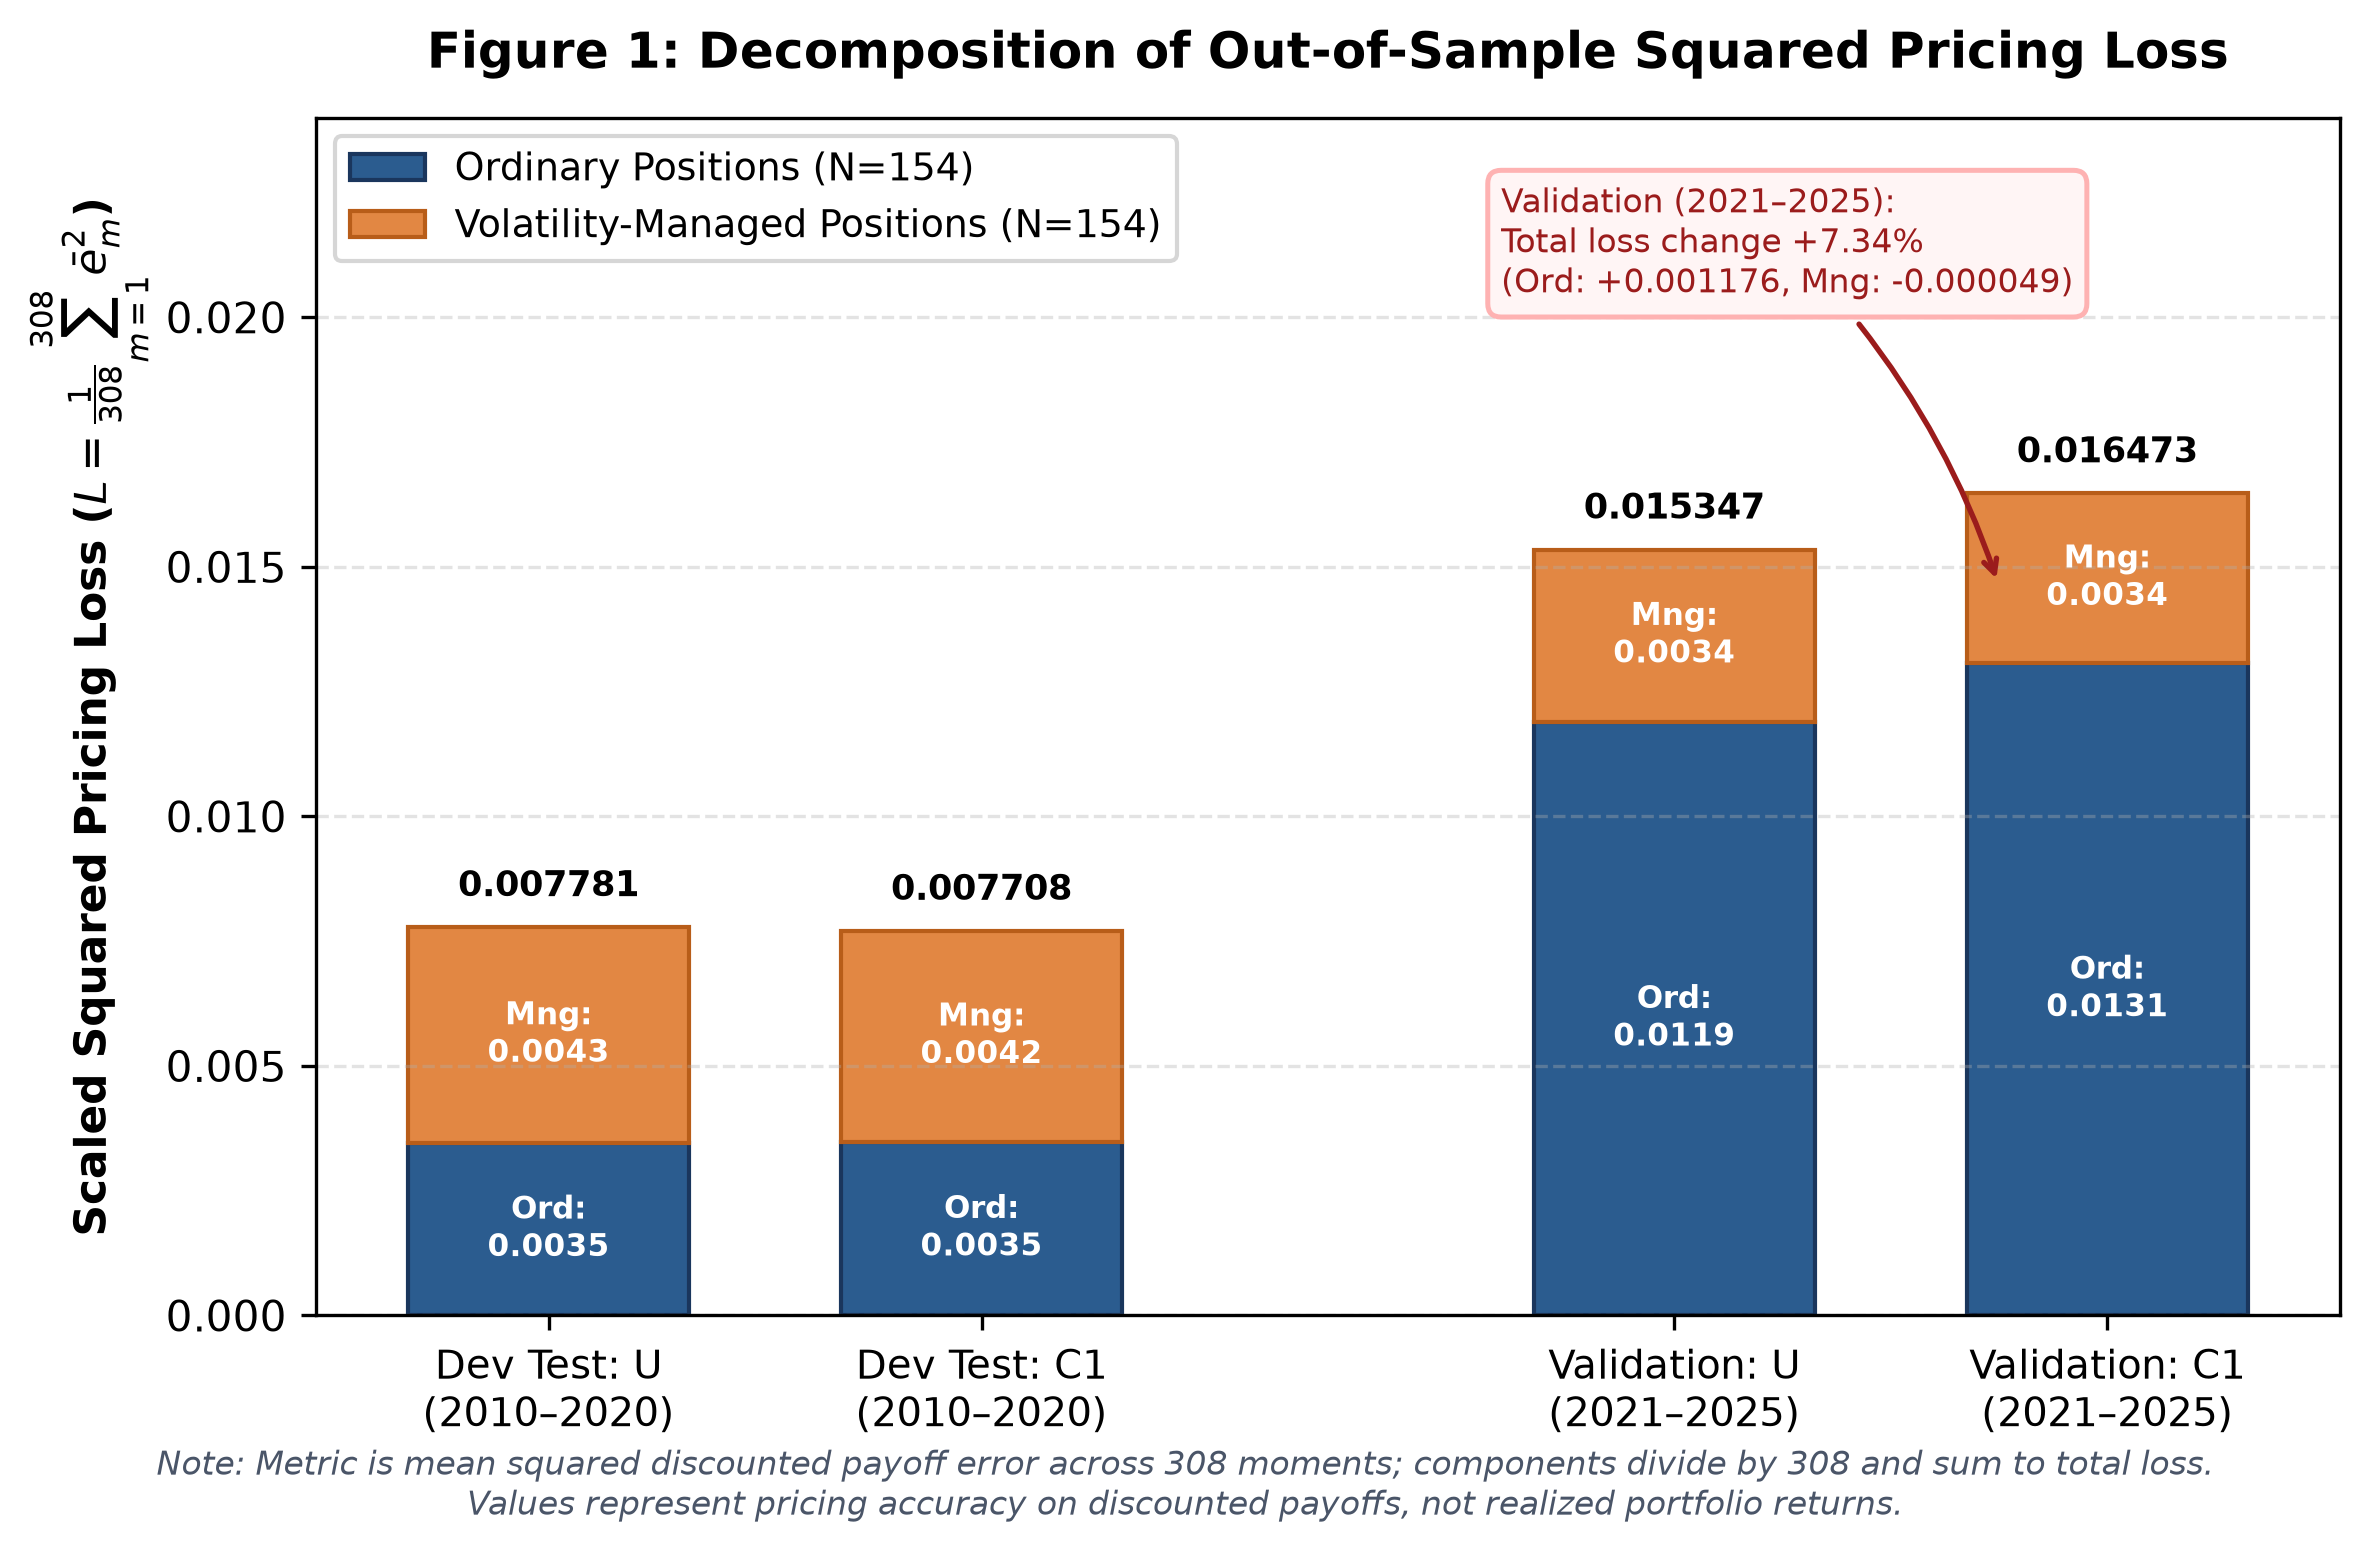 Figure 1: Decomposition of Out-of-Sample Squared Pricing Loss
Scaled Squared Pricing Loss (L = \frac{1}{308} \sum_{m=1}^{308} \bar{e}_m^2)
Ordinary Positions (N=154)
Volatility-Managed Positions (N=154)
Validation (2021–2025):
Total loss change +7.34%
(Ord: +0.001176, Mng: -0.000049)
0.020
0.015
0.010
0.005
0.000
0.007781
Mng:
0.0043
Ord:
0.0035
0.007708
Mng:
0.0042
Ord:
0.0035
0.015347
Mng:
0.0034
Ord:
0.0119
0.016473
Mng:
0.0034
Ord:
0.0131
Dev Test: U
(2010–2020)
Dev Test: C1
(2010–2020)
Validation: U
(2021–2025)
Validation: C1
(2021–2025)
Note: Metric is mean squared discounted payoff error across 308 moments; components divide by 308 and sum to total loss.
Values represent pricing accuracy on discounted payoffs, not realized portfolio returns.